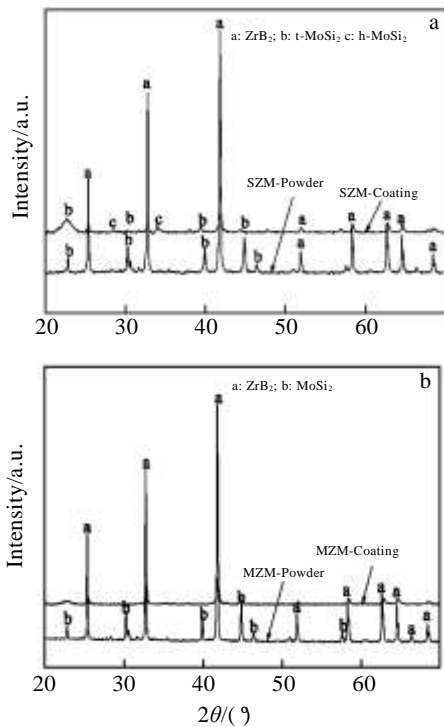 a
a: ZrB₂; b: t-MoSi₂ c: h-MoSi₂
a
a
a
b
c
b
c
b
b
SZM-Powder
SZM-Coating
a
a
a
a
b
b
b
b
a
a
Intensity/a.u.
20 30 40 50 60
b
a: ZrB₂; b: MoSi₂
a
a
a
MZM-Powder
MZM-Coating
b
b
b
b
b
a
b
a
a
a
a
a
Intensity/a.u.
20 30 40 50 60
2θ/(°)